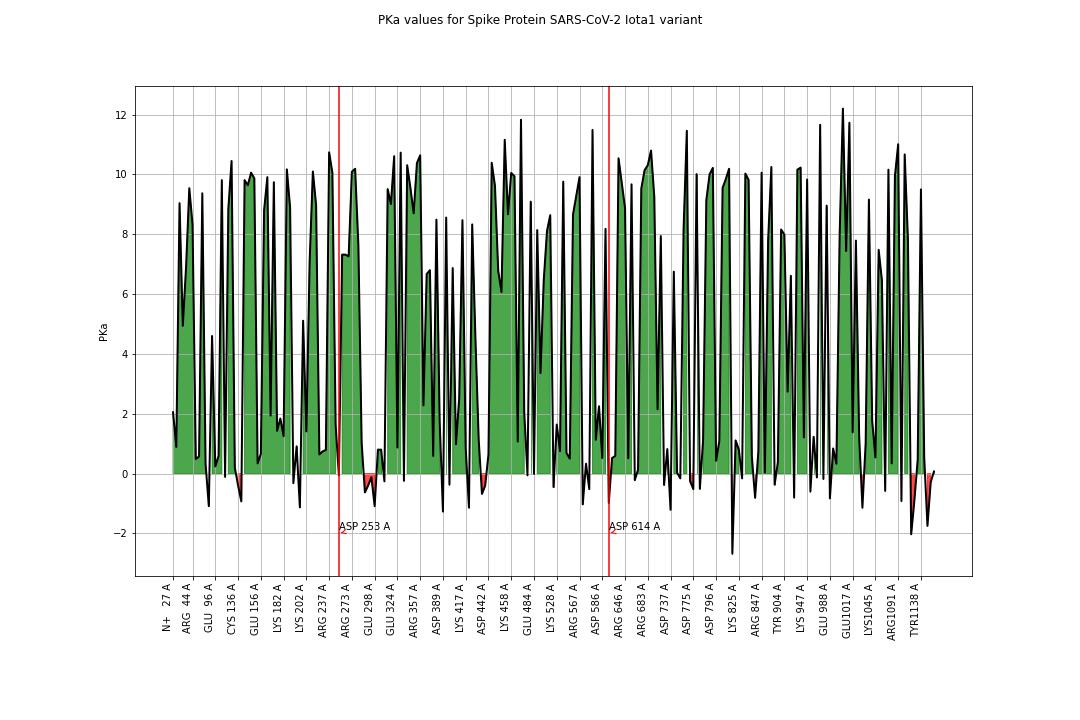 PKa values for Spike Protein SARS-CoV-2 Iota1 variant
12
10
8
6
4
2
0
−2
PKa
ASP 253 A
ASP 614 A
N+ 27 A
ARG 44 A
GLU 96 A
CYS 136 A
GLU 156 A
LYS 182 A
LYS 202 A
ARG 237 A
ARG 273 A
GLU 298 A
GLU 324 A
ARG 357 A
ASP 389 A
LYS 417 A
ASP 442 A
LYS 458 A
GLU 484 A
LYS 528 A
ARG 567 A
ASP 586 A
ARG 646 A
ARG 683 A
ASP 737 A
ASP 775 A
ASP 796 A
LYS 825 A
ARG 847 A
TYR 904 A
LYS 947 A
GLU 988 A
GLU1017 A
LYS1045 A
ARG1091 A
TYR1138 A